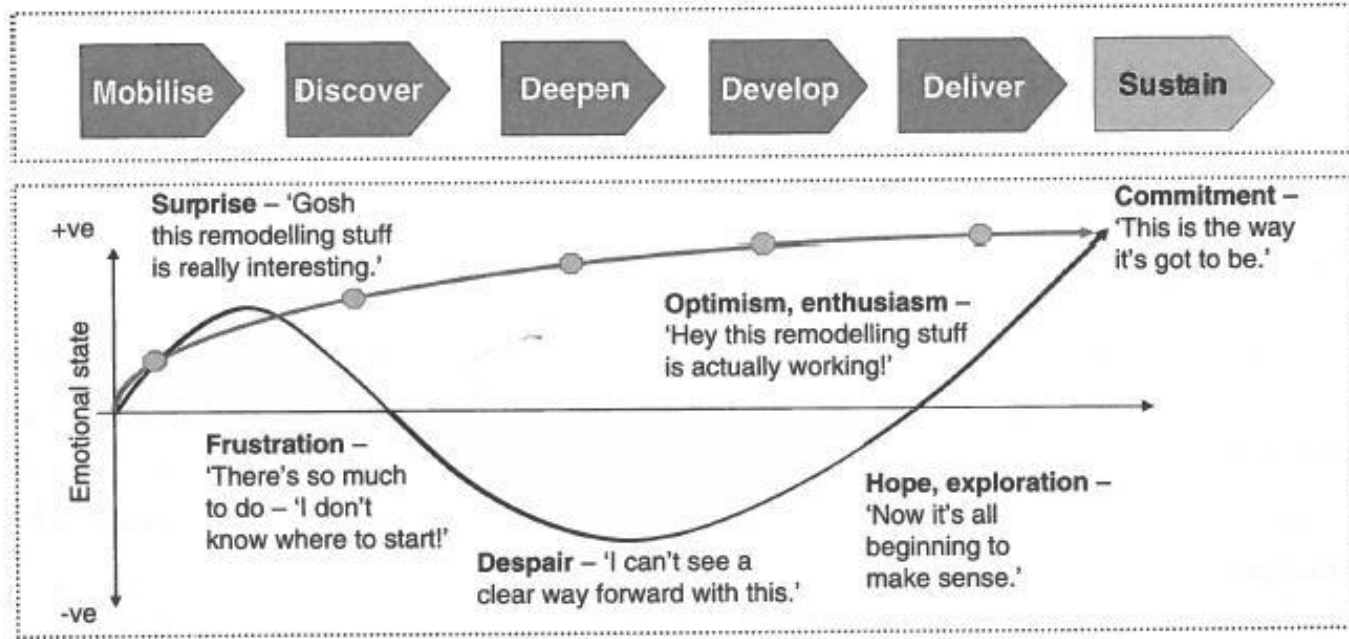 Mobilise
Discover
Deepen
Develop
Deliver
Sustain
Surprise – ‘Gosh
this remodelling stuff
is really interesting.’
Commitment –
‘This is the way
it's got to be.’
+ve
Emotional state
-ve
Optimism, enthusiasm –
‘Hey this remodelling stuff
is actually working!’
Frustration –
‘There's so much
to do – ‘I don't
know where to start!’
Hope, exploration –
‘Now it's all
beginning to
make sense.’
Despair – ‘I can't see a
clear way forward with this.’